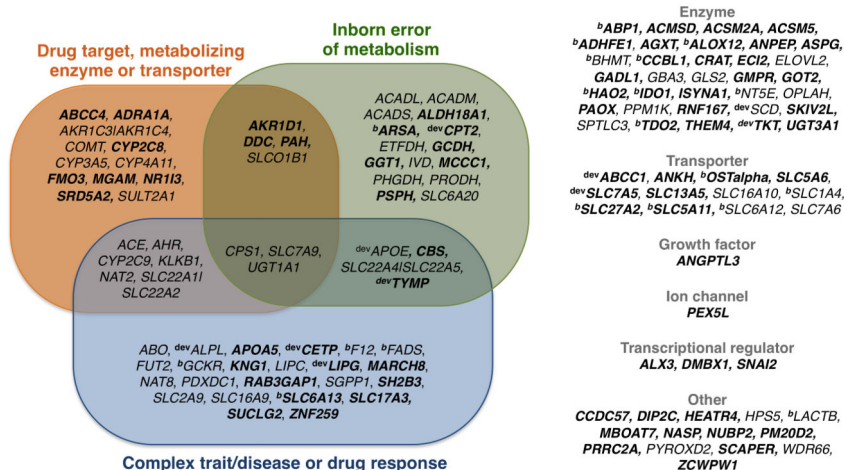 Drug target, metabolizing
enzyme or transporter
Inborn error
of metabolism
ABCC4, ADRA1A,
AKR1C3|AKR1C4,
COMT, CYP2C8,
CYP3A5, CYP4A11,
FMO3, MGAM, NR1I3,
SRD5A2, SULT2A1
AKR1D1,
DDC, PAH,
SLCO1B1
ACADL, ACADM,
ACADS, ALDH18A1,
ᵇARSA, ᵈᵉᵛCPT2,
ETFDH, GCDH,
GGT1, IVD, MCCC1,
PHGDH, PRODH,
PSPH, SLC6A20
ACE, AHR,
CYP2C9, KLKB1,
NAT2, SLC22A1|
SLC22A2
CPS1, SLC7A9,
UGT1A1
ᵈᵉᵛAPOE, CBS,
SLC22A4|SLC22A5,
ᵈᵉᵛTYMP
ABO, ᵈᵉᵛALPL, APOA5, ᵈᵉᵛCETP, ᵇF12, ᵇFADS,
FUT2, ᵇGCKR, KNG1, LIPC, ᵈᵉᵛLIPG, MARCH8,
NAT8, PDXDC1, RAB3GAP1, SGPP1, SH2B3,
SLC2A9, SLC16A9, ᵇSLC6A13, SLC17A3,
SUCLG2, ZNF259
Complex trait/disease or drug response
Enzyme
ᵇABP1, ACMSD, ACSM2A, ACSM5,
ᵇADHFE1, AGXT, ᵇALOX12, ANPEP, ASPG,
ᵇBHMT, ᵇCCBL1, CRAT, ECI2, ELOVL2,
GADL1, GBA3, GLS2, GMPR, GOT2,
ᵇHAO2, ᵇIDO1, ISYNA1, ᵇNT5E, OPLAH,
PAOX, PPM1K, RNF167, ᵈᵉᵛSCD, SKIV2L,
SPTLC3, ᵇTDO2, THEM4, ᵈᵉᵛTKT, UGT3A1
Transporter
ᵈᵉᵛABCC1, ANKH, ᵇOSTalpha, SLC5A6,
ᵈᵉᵛSLC7A5, SLC13A5, SLC16A10, ᵇSLC1A4,
ᵇSLC27A2, ᵇSLC5A11, ᵇSLC6A12, SLC7A6
Growth factor
ANGPTL3
Ion channel
PEX5L
Transcriptional regulator
ALX3, DMBX1, SNAI2
Other
CCDC57, DIP2C, HEATR4, HPS5, ᵇLACTB,
MBOAT7, NASP, NUBP2, PM20D2,
PRRC2A, PYROXD2, SCAPER, WDR66,
ZCWPW1